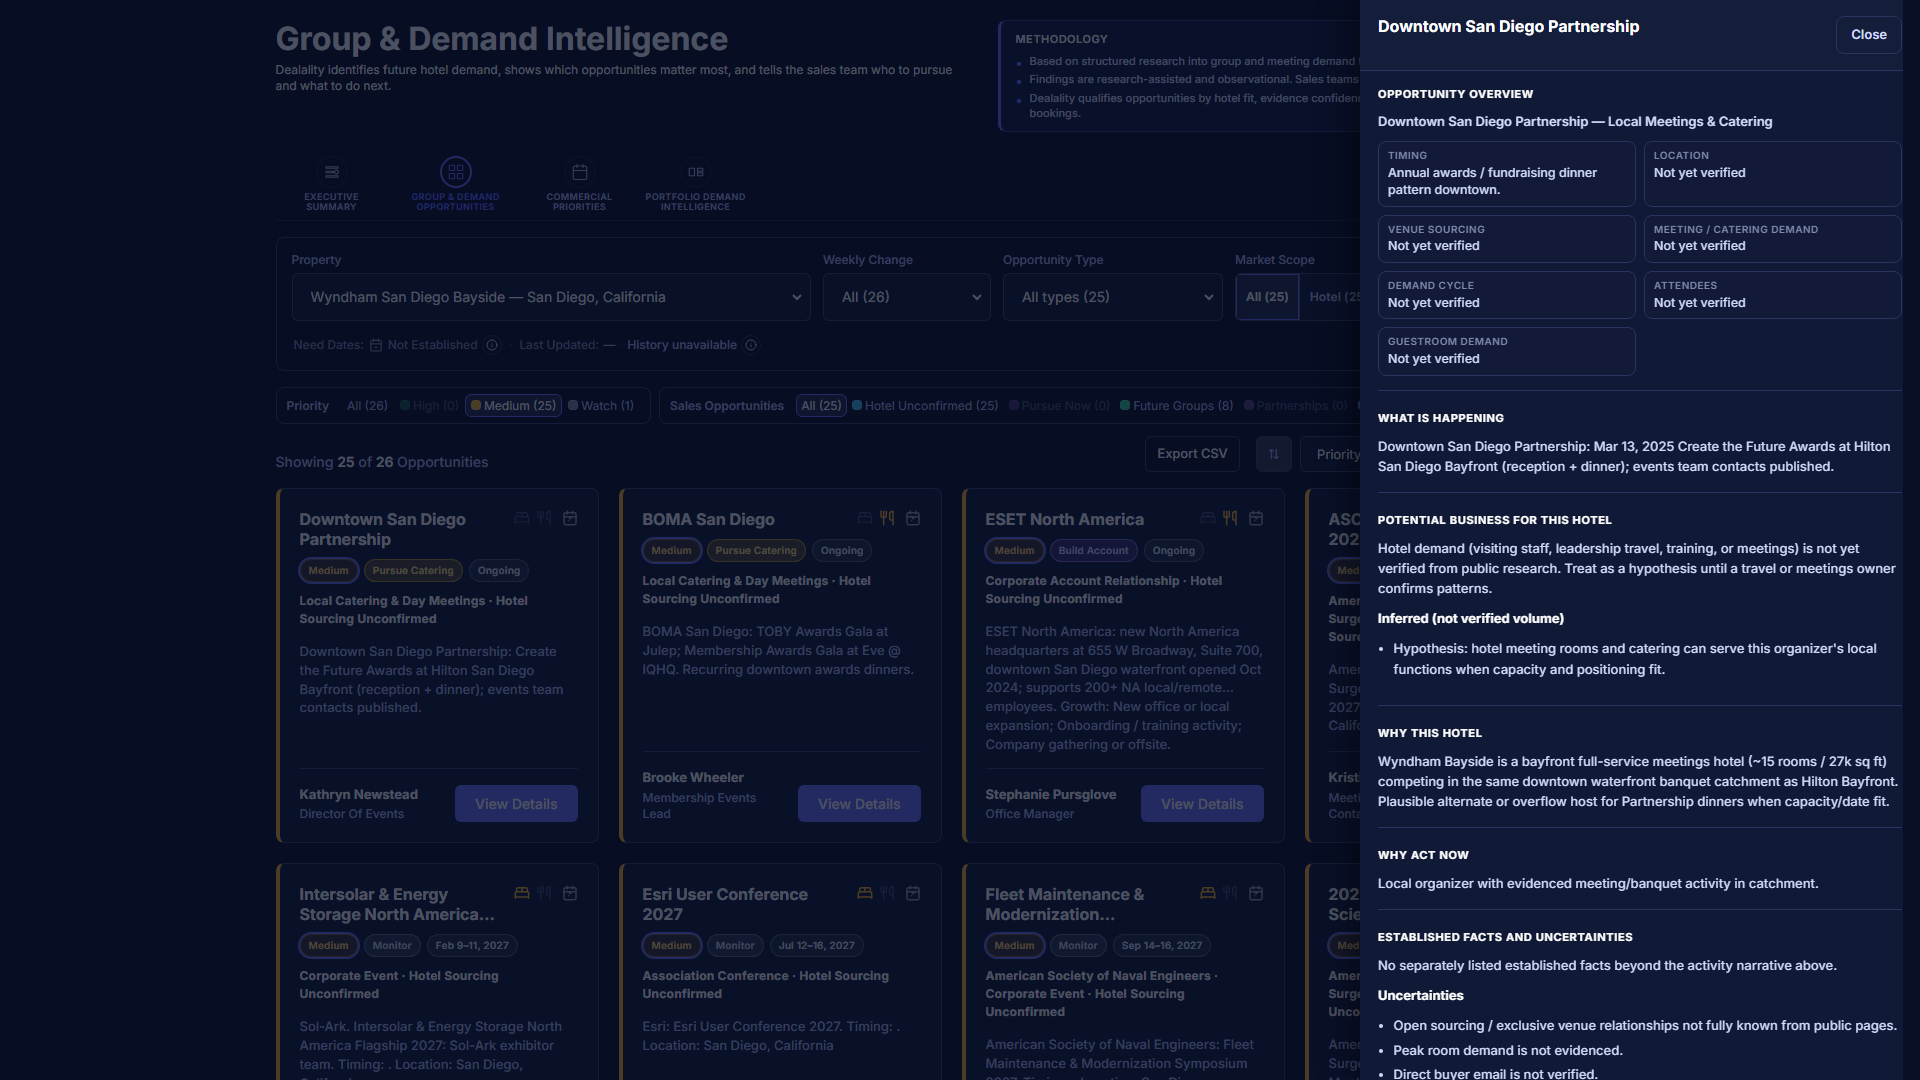 Group & Demand Intelligence
Dealality identifies future hotel demand, shows which opportunities matter most, and tells the sales team who to pursue
and what to do next.
METHODOLOGY
Based on structured research into group and meeting demand
Findings are research-assisted and observational. Sales teams
Dealality qualifies opportunities by hotel fit, evidence
bookings.
EXECUTIVE
SUMMARY
GROUP & DEMAND
OPPORTUNITIES
COMMERCIAL
PRIORITIES
PORTFOLIO DEMAND
INTELLIGENCE
Property
Wyndham San Diego Bayside — San Diego, California
Weekly Change
All (26)
Opportunity Type
All types (25)
Market Scope
All (25)
Hotel
Need Dates:
Not Established
· Last Updated: — · History unavailable
Priority
All (26)
High (0)
Medium (25)
Watch (1)
Sales Opportunities
All (25)
Hotel Unconfirmed (25)
Pursue Now (0)
Future Groups (8)
Partnerships (0)
Showing 25 of 26 Opportunities
Export CSV
Priority
Downtown San Diego
Partnership
Medium
Pursue Catering
Ongoing
Local Catering & Day Meetings · Hotel
Sourcing Unconfirmed
Downtown San Diego Partnership: Create
the Future Awards at Hilton San Diego
Bayfront (reception + dinner); events team
contacts published.
Kathryn Newstead
Director Of Events
View Details
BOMA San Diego
Medium
Pursue Catering
Ongoing
Local Catering & Day Meetings · Hotel
Sourcing Unconfirmed
BOMA San Diego: TOBY Awards Gala at
Julep; Membership Awards Gala at Eve @
IQHQ. Recurring downtown awards dinners.
Brooke Wheeler
Membership Events
Lead
View Details
ESET North America
Medium
Build Account
Ongoing
Corporate Account Relationship · Hotel
Sourcing Unconfirmed
ESET North America: new North America
headquarters at 655 W Broadway, Suite 700,
downtown San Diego waterfront opened Oct
2024; supports 200+ NA local/remote...
employees. Growth: New office or local
expansion; Onboarding / training activity;
Company gathering or offsite.
Stephanie Pursglove
Office Manager
View Details
Intersolar & Energy
Storage North America...
Medium
Monitor
Feb 9–11, 2027
Corporate Event · Hotel Sourcing
Unconfirmed
Sol-Ark. Intersolar & Energy Storage North
America Flagship 2027: Sol-Ark exhibitor
team. Timing: . Location: San Diego,
Esri User Conference
2027
Medium
Monitor
Jul 12–16, 2027
Association Conference · Hotel Sourcing
Unconfirmed
Esri: Esri User Conference 2027. Timing: .
Location: San Diego, California
Fleet Maintenance &
Modernization...
Medium
Monitor
Sep 14–16, 2027
American Society of Naval Engineers ·
Corporate Event · Hotel Sourcing
Unconfirmed
American Society of Naval Engineers: Fleet
Maintenance & Modernization Symposium
Downtown San Diego Partnership
Close
OPPORTUNITY OVERVIEW
Downtown San Diego Partnership — Local Meetings & Catering
TIMING
Annual awards / fundraising dinner
pattern downtown.
LOCATION
Not yet verified
VENUE SOURCING
Not yet verified
MEETING / CATERING DEMAND
Not yet verified
DEMAND CYCLE
Not yet verified
ATTENDEES
Not yet verified
GUESTROOM DEMAND
Not yet verified
WHAT IS HAPPENING
Downtown San Diego Partnership: Mar 13, 2025 Create the Future Awards at Hilton
San Diego Bayfront (reception + dinner); events team contacts published.
POTENTIAL BUSINESS FOR THIS HOTEL
Hotel demand (visiting staff, leadership travel, training, or meetings) is not yet
verified from public research. Treat as a hypothesis until a travel or meetings owner
confirms patterns.
Inferred (not verified volume)
• Hypothesis: hotel meeting rooms and catering can serve this organizer's local
functions when capacity and positioning fit.
WHY THIS HOTEL
Wyndham Bayside is a bayfront full-service meetings hotel (~15 rooms / 27k sq ft)
competing in the same downtown waterfront banquet catchment as Hilton Bayfront.
Plausible alternate or overflow host for Partnership dinners when capacity/date fit.
WHY ACT NOW
Local organizer with evidenced meeting/banquet activity in catchment.
ESTABLISHED FACTS AND UNCERTAINTIES
No separately listed established facts beyond the activity narrative above.
Uncertainties
• Open sourcing / exclusive venue relationships not fully known from public pages.
• Peak room demand is not evidenced.
• Direct buyer email is not verified.